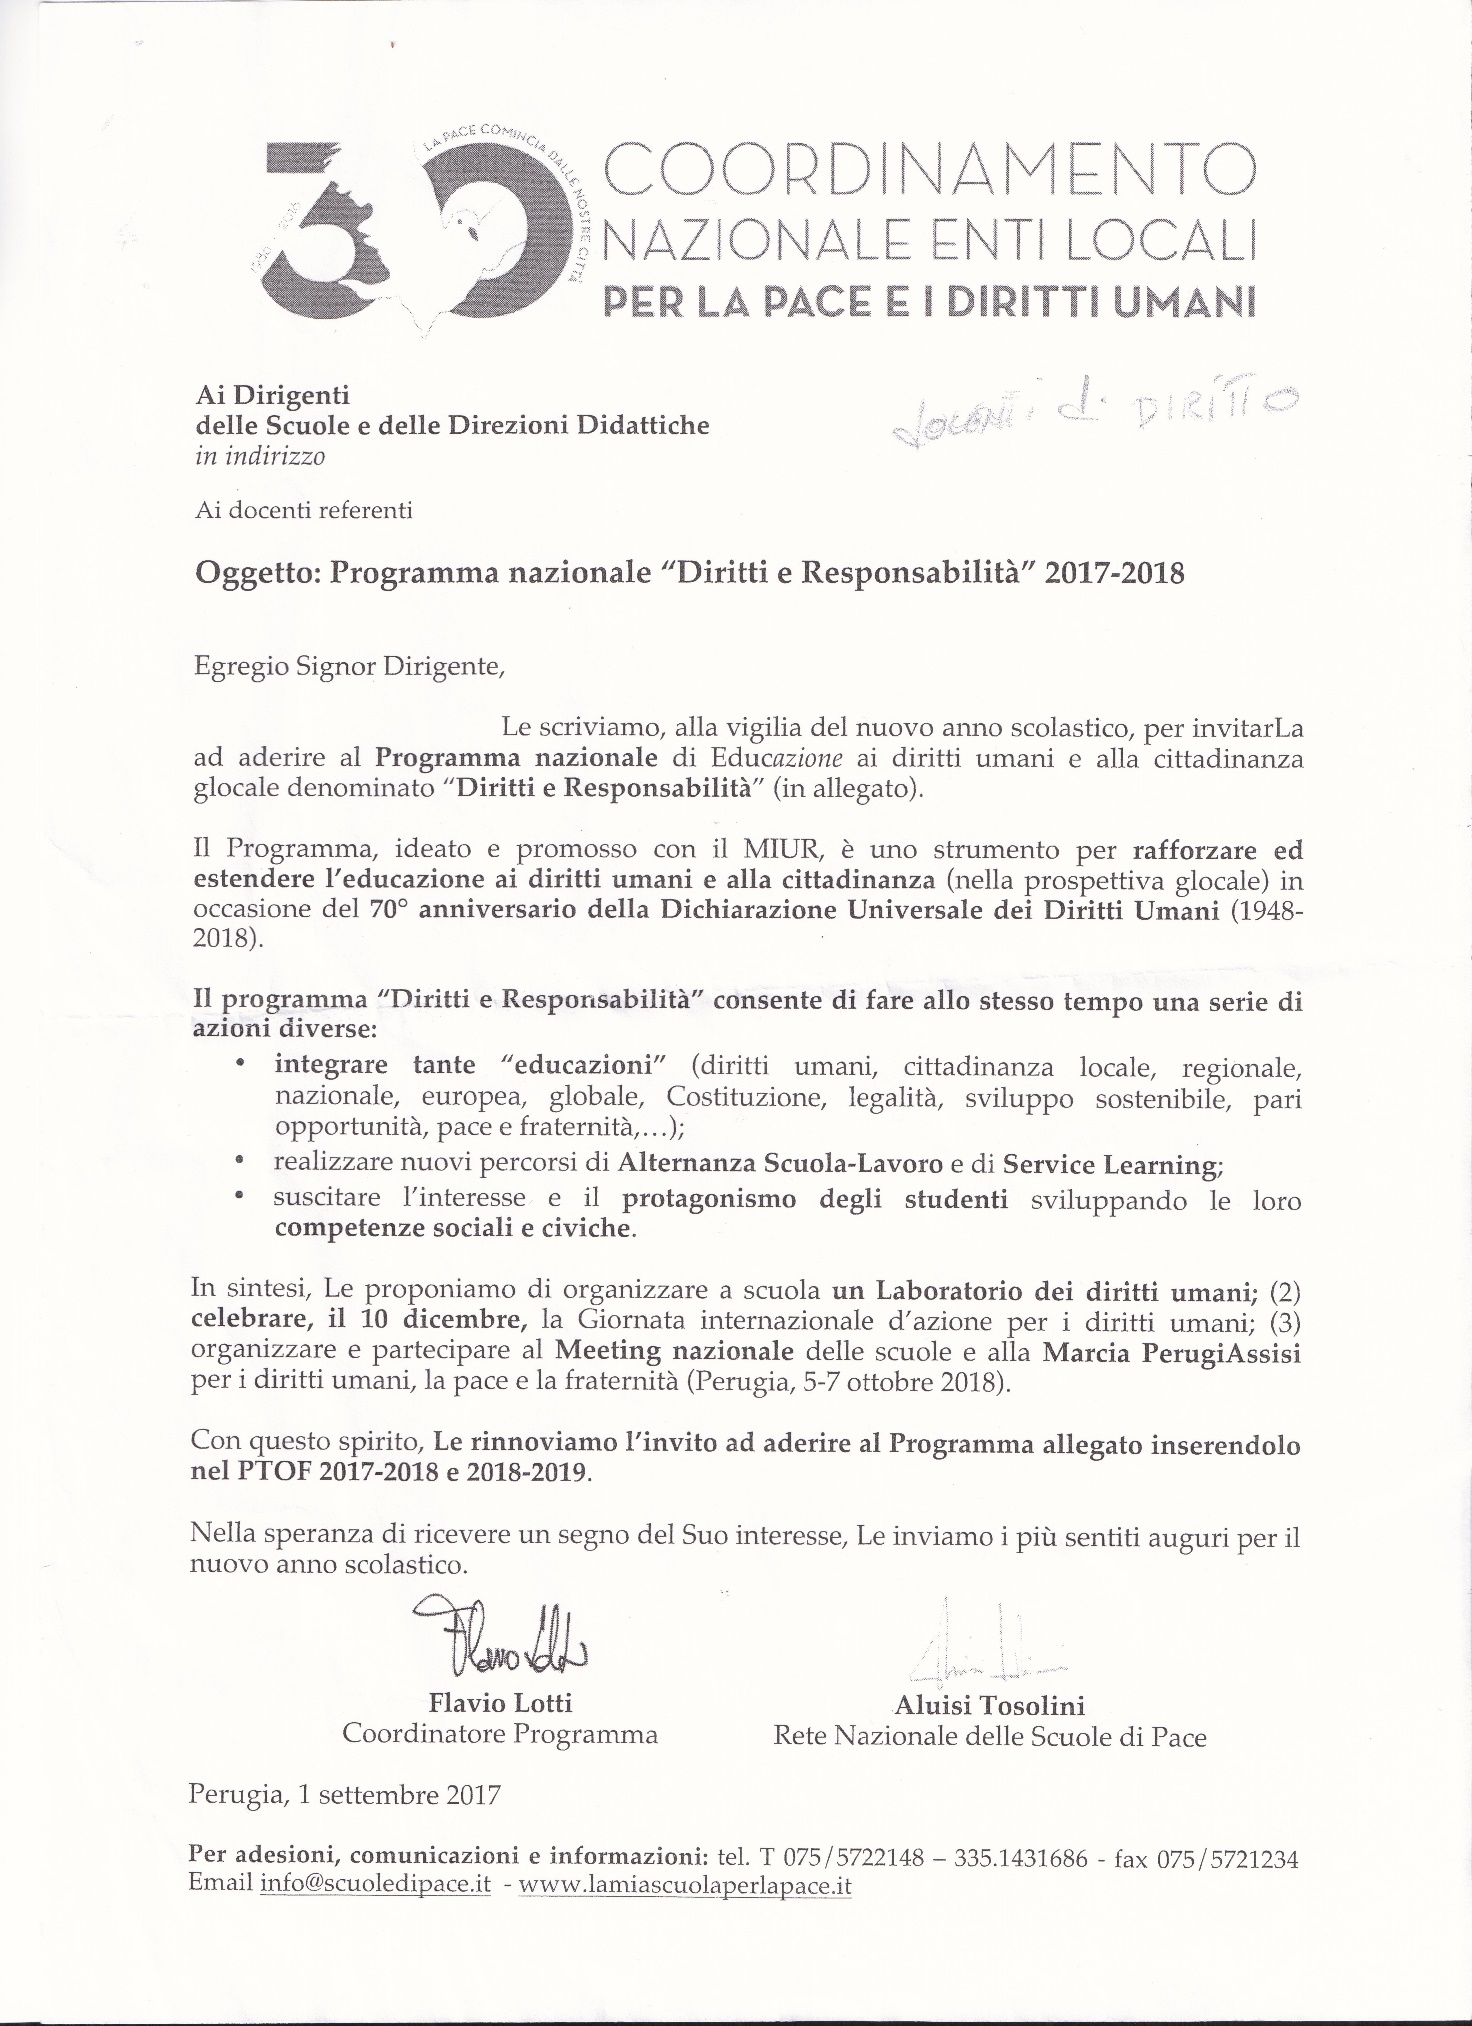 LA PACE COMINCIA DALLE NOSTRE CITTÀ
30
COORDINAMENTO
NAZIONALE ENTI LOCALI
PER LA PACE E I DIRITTI UMANI
Ai Dirigenti
delle Scuole e delle Direzioni Didattiche
in indirizzo
docenti di DIRITTO
Ai docenti referenti
Oggetto: Programma nazionale “Diritti e Responsabilità” 2017-2018
Egregio Signor Dirigente,
Le scriviamo, alla vigilia del nuovo anno scolastico, per invitarLa
ad aderire al Programma nazionale di Educazione ai diritti umani e alla cittadinanza
glocale denominato “Diritti e Responsabilità” (in allegato).
Il Programma, ideato e promosso con il MIUR, è uno strumento per rafforzare ed
estendere l’educazione ai diritti umani e alla cittadinanza (nella prospettiva glocale) in
occasione del 70° anniversario della Dichiarazione Universale dei Diritti Umani (1948-
2018).
Il programma “Diritti e Responsabilità” consente di fare allo stesso tempo una serie di
azioni diverse:
• integrare tante “educazioni” (diritti umani, cittadinanza locale, regionale,
nazionale, europea, globale, Costituzione, legalità, sviluppo sostenibile, pari
opportunità, pace e fraternità,…);
• realizzare nuovi percorsi di Alternanza Scuola-Lavoro e di Service Learning;
• suscitare l’interesse e il protagonismo degli studenti sviluppando le loro
competenze sociali e civiche.
In sintesi, Le proponiamo di organizzare a scuola un Laboratorio dei diritti umani; (2)
celebrare, il 10 dicembre, la Giornata internazionale d’azione per i diritti umani; (3)
organizzare e partecipare al Meeting nazionale delle scuole e alla Marcia PerugiAssisi
per i diritti umani, la pace e la fraternità (Perugia, 5-7 ottobre 2018).
Con questo spirito, Le rinnoviamo l’invito ad aderire al Programma allegato inserendolo
nel PTOF 2017-2018 e 2018-2019.
Nella speranza di ricevere un segno del Suo interesse, Le inviamo i più sentiti auguri per il
nuovo anno scolastico.
Flavio Lotti
Coordinatore Programma
Aluisi Tosolini
Rete Nazionale delle Scuole di Pace
Perugia, 1 settembre 2017
Per adesioni, comunicazioni e informazioni: tel. T 075/5722148 – 335.1431686 - fax 075/5721234
Email info@scuoledipace.it - www.lamiascuolaperlapace.it